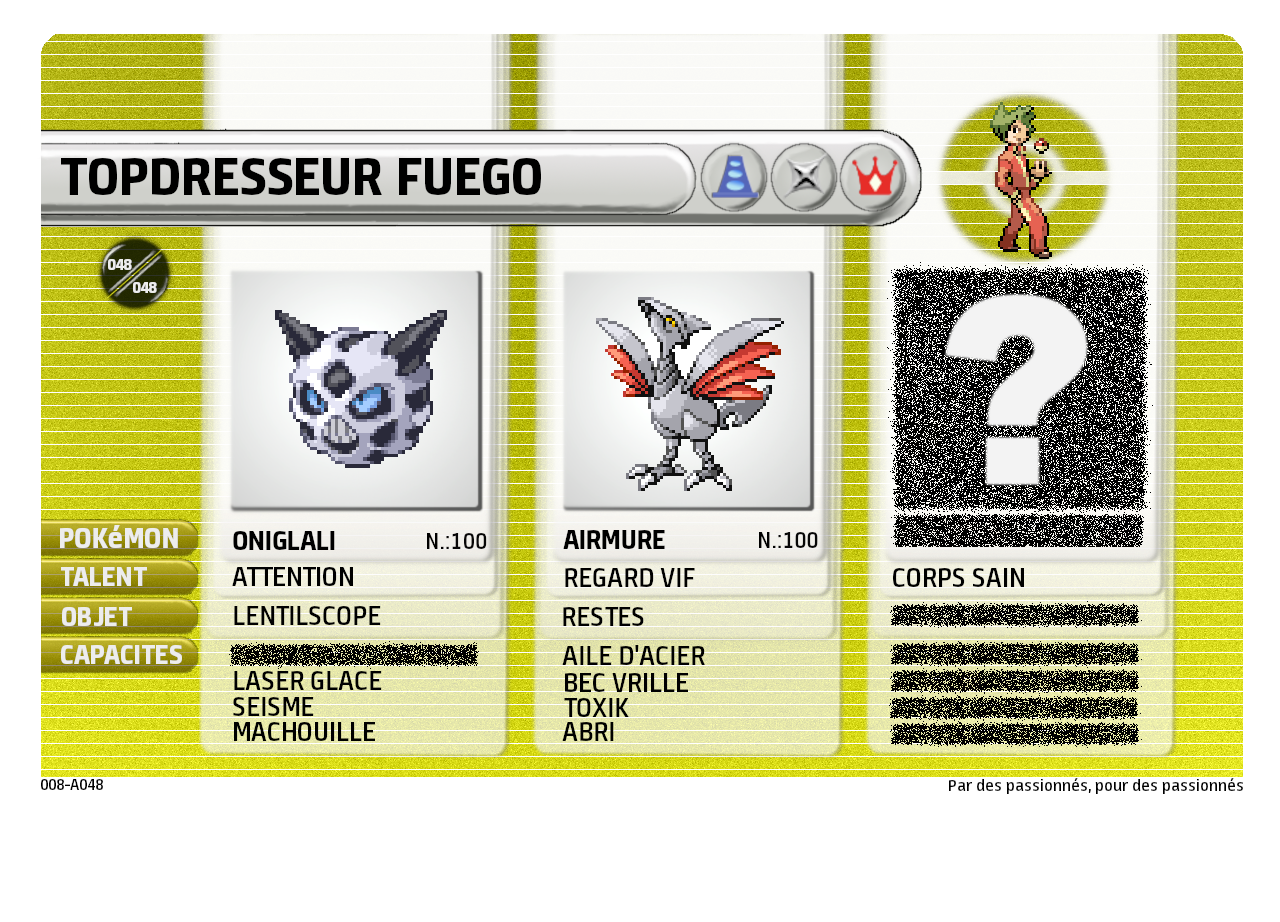 TOPDRESSEUR FUEGO
048
048
?
POKéMON
ONIGLALI N.:100
AIRMURE N.:100
TALENT
ATTENTION
REGARD VIF
CORPS SAIN
OBJET
LENTILSCOPE
RESTES
CAPACITES
LASER GLACE
SEISME
MACHOUILLE
AILE D'ACIER
BEC VRILLE
TOXIK
ABRI
008-A048
Par des passionnés, pour des passionnés